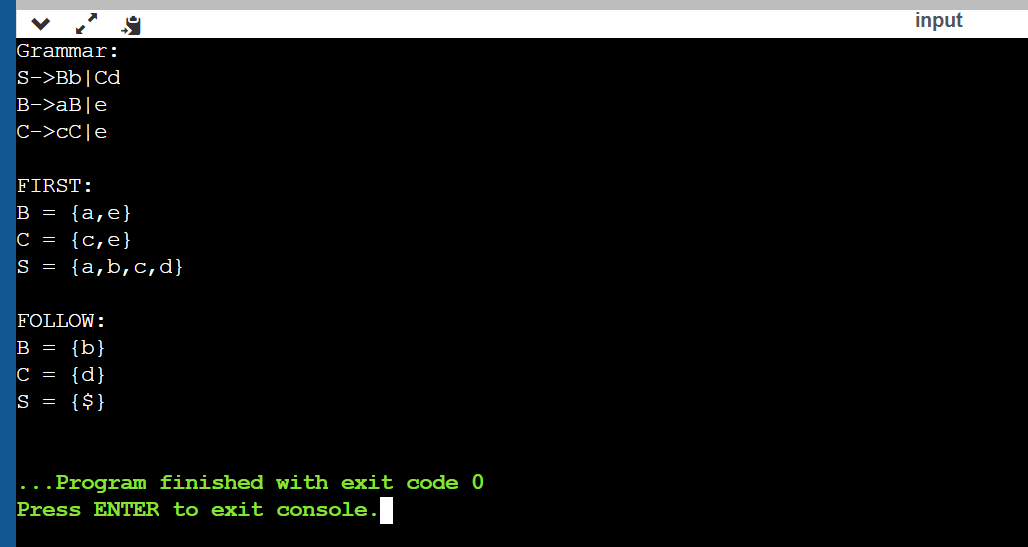 input
Grammar:
S->Bb|Cd
B->aB|e
C->cC|e
FIRST:
B = {a,e}
C = {c,e}
S = {a,b,c,d}
FOLLOW:
B = {b}
C = {d}
S = {$}
...Program finished with exit code 0
Press ENTER to exit console.